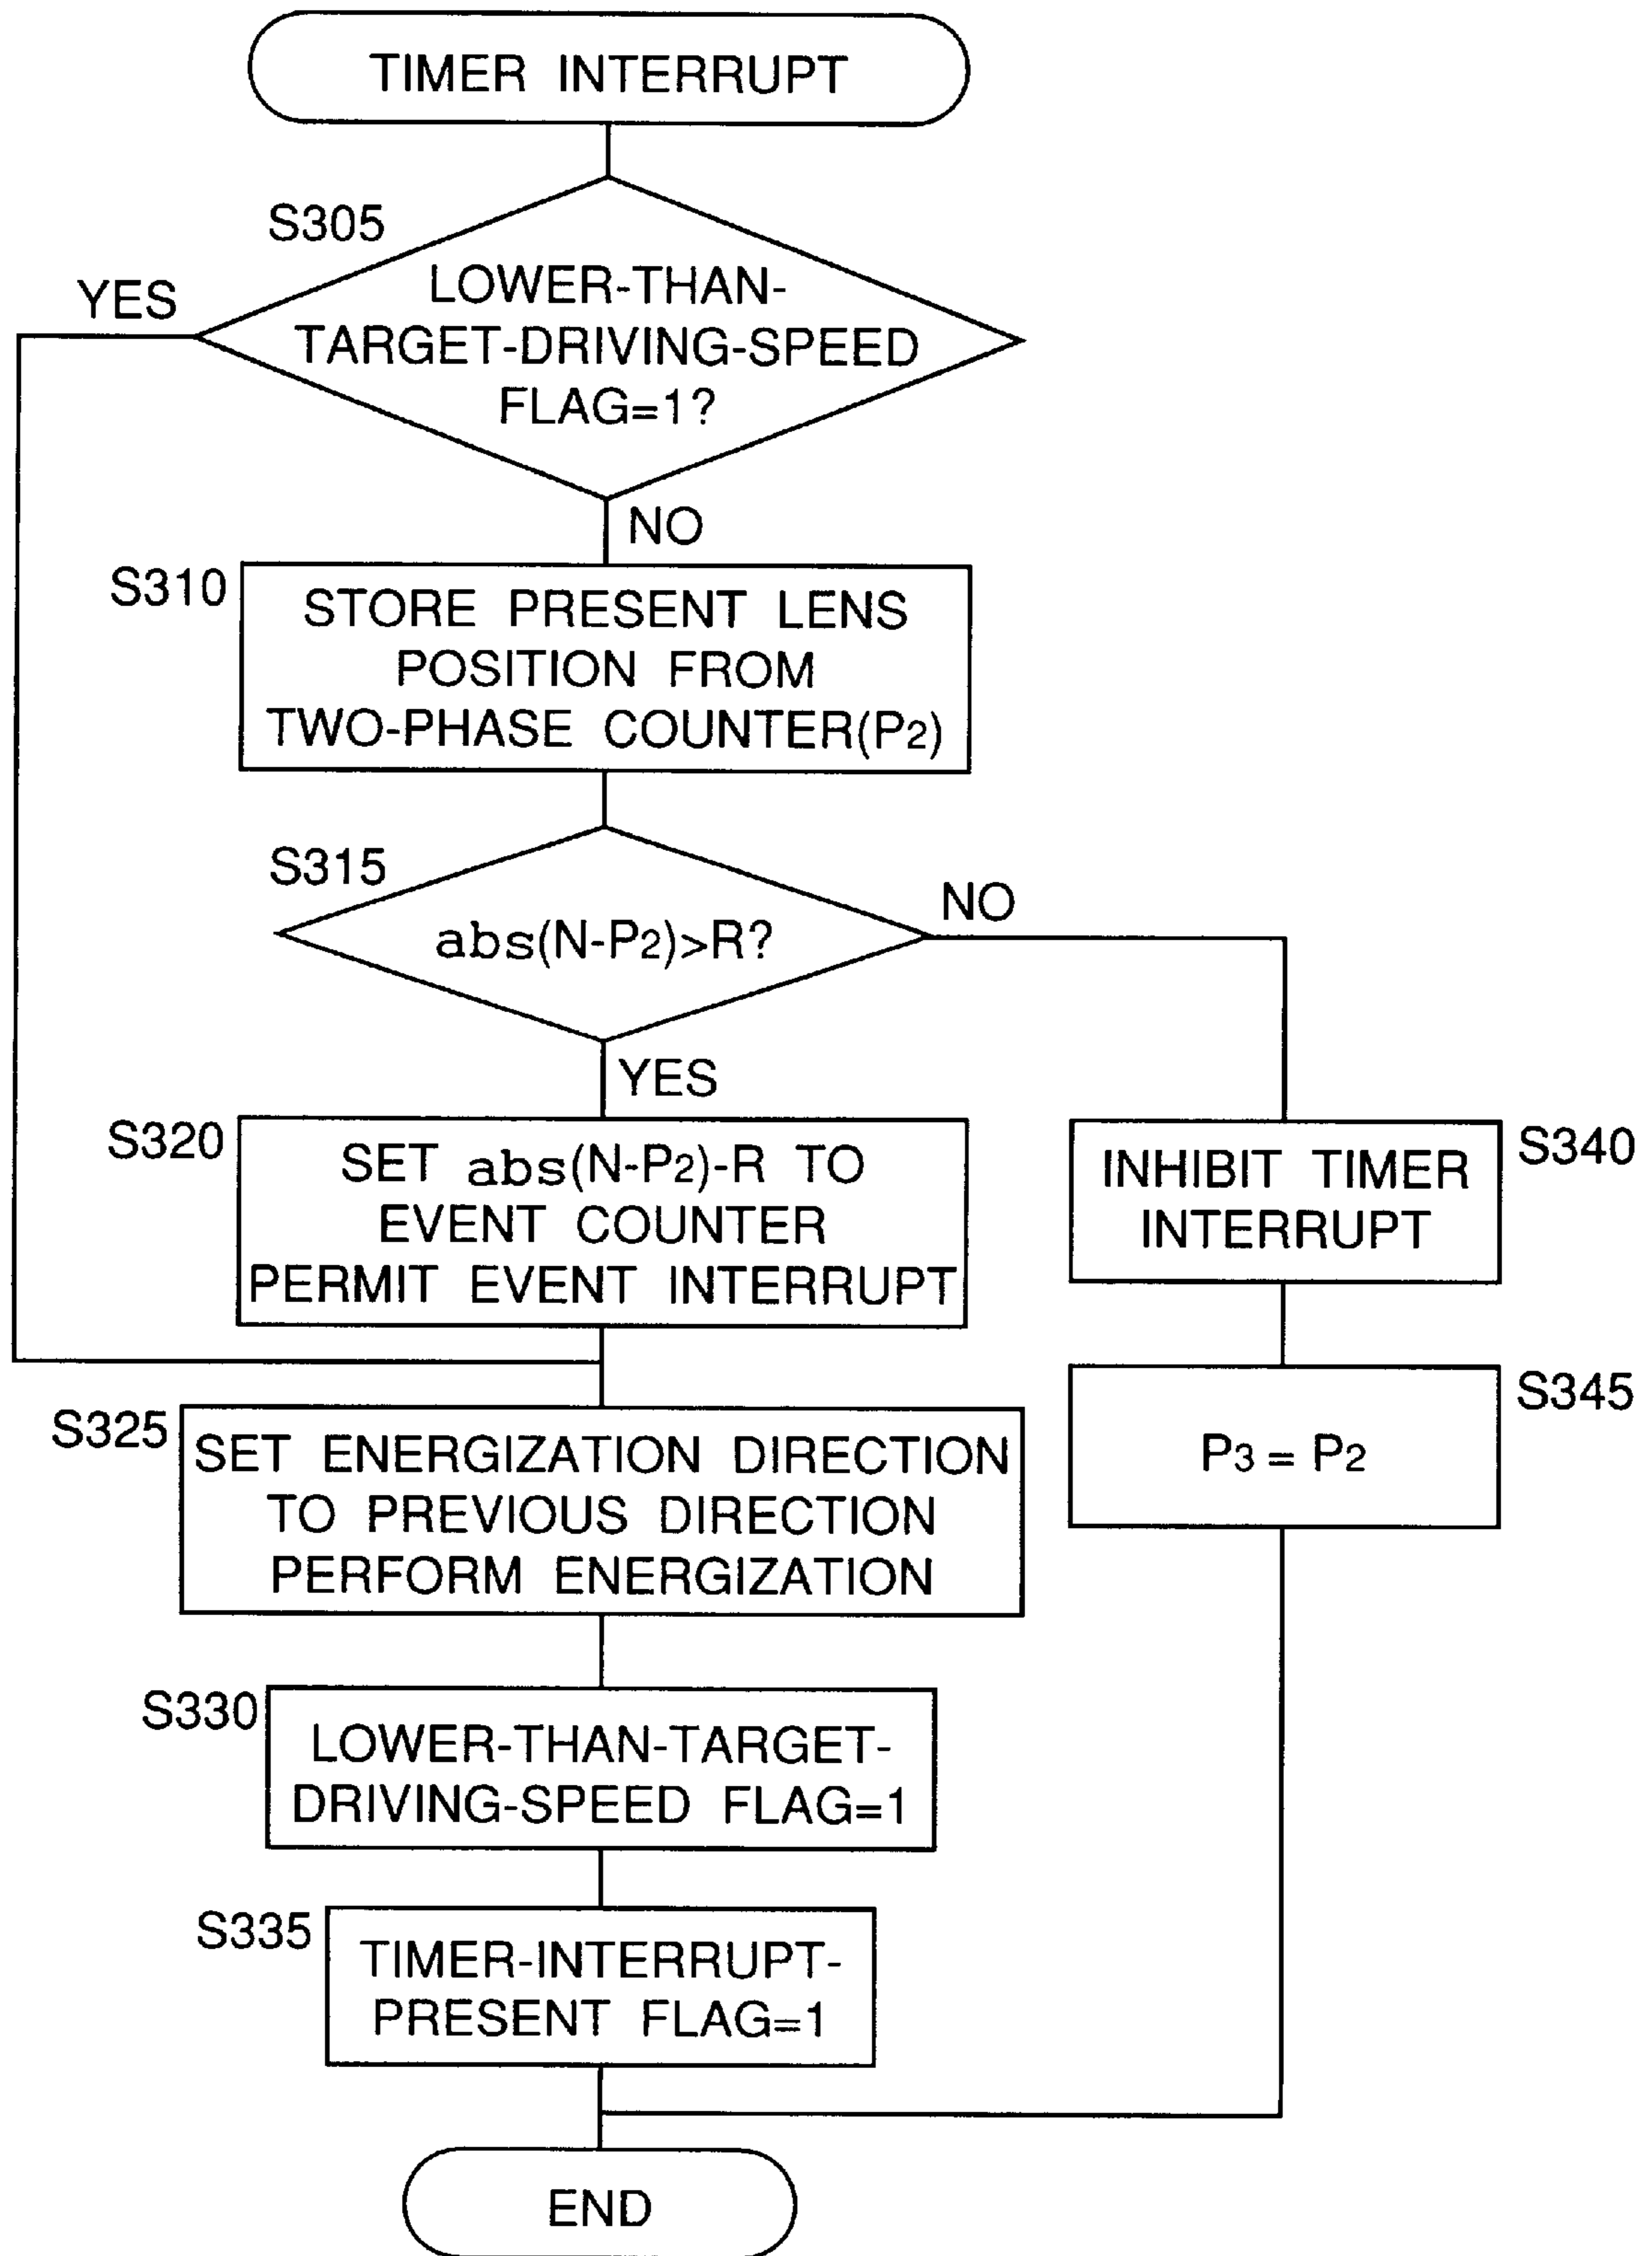 TIMER INTERRUPT
S305
YES
LOWER-THAN-
TARGET-DRIVING-SPEED
FLAG=1?
NO
S310
STORE PRESENT LENS
POSITION FROM
TWO-PHASE COUNTER(P2)
S315
abs(N-P2)>R?
NO
YES
S320
SET abs(N-P2)-R TO
EVENT COUNTER
PERMIT EVENT INTERRUPT
S340
INHIBIT TIMER
INTERRUPT
S325
SET ENERGIZATION DIRECTION
TO PREVIOUS DIRECTION
PERFORM ENERGIZATION
S345
P3 = P2
S330
LOWER-THAN-TARGET-
DRIVING-SPEED FLAG=1
S335
TIMER-INTERRUPT-
PRESENT FLAG=1
END